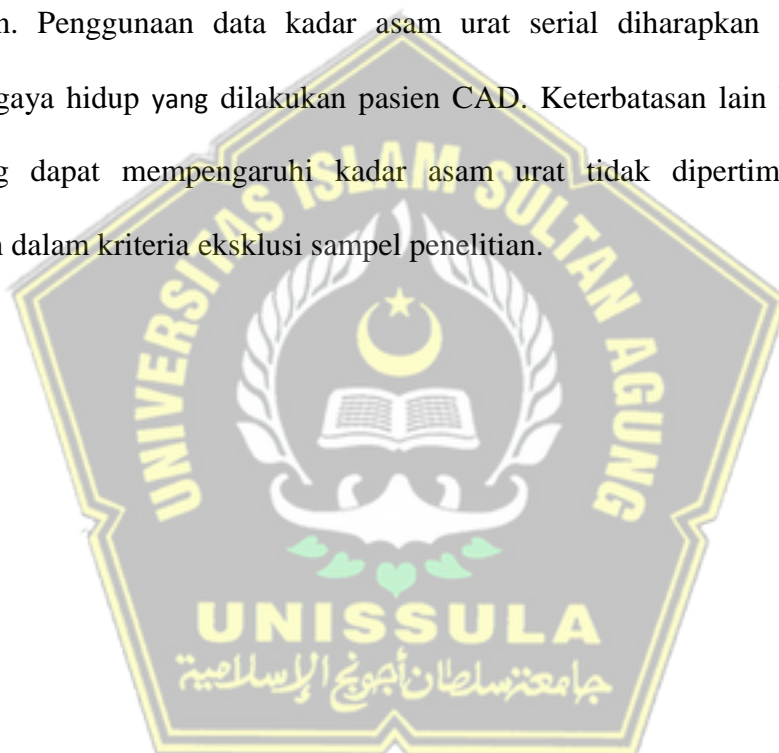 n. Penggunaan data kadar asam urat serial diharapkan
gaya hidup yang dilakukan pasien CAD. Keterbatasan lain
g dapat mempengaruhi kadar asam urat tidak dipertim
n dalam kriteria eksklusi sampel penelitian.
UNIVERSITAS ISLAM SULTAN AGUNG
UNISSULA
جامعة سلطان أجونج الإسلامية